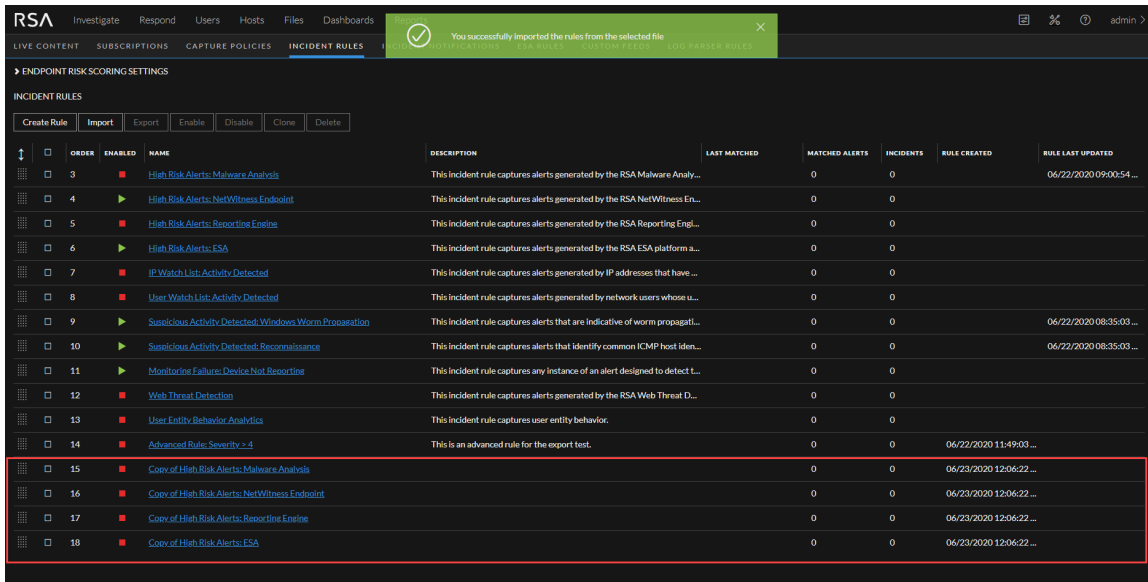 RSA Investigate Respond Users Hosts Files Dashboards Reports admin >
You successfully imported the rules from the selected file
LIVE CONTENT SUBSCRIPTIONS CAPTURE POLICIES INCIDENT RULES INCIDENT NOTIFICATIONS ESA RULES CUSTOM FEEDS LOG PARSER RULES
ENDPOINT RISK SCORING SETTINGS
INCIDENT RULES
Create Rule Import Export Enable Disable Clone Delete
ORDER ENABLED NAME DESCRIPTION LAST MATCHED MATCHED ALERTS INCIDENTS RULE CREATED RULE LAST UPDATED
3 High Risk Alerts: Malware Analysis This incident rule captures alerts generated by the RSA Malware Analy... 0 0 06/22/2020 09:00:54 ...
4 High Risk Alerts: NetWitness Endpoint This incident rule captures alerts generated by the RSA NetWitness En... 0 0
5 High Risk Alerts: Reporting Engine This incident rule captures alerts generated by the RSA Reporting Engi... 0 0
6 High Risk Alerts: ESA This incident rule captures alerts generated by the RSA ESA platform a... 0 0
7 IP Watch List: Activity Detected This incident rule captures alerts generated by IP addresses that have ... 0 0
8 User Watch List: Activity Detected This incident rule captures alerts generated by network users whose u... 0 0
9 Suspicious Activity Detected: Windows Worm Propagation This incident rule captures alerts that are indicative of worm propagati... 0 0 06/22/2020 08:35:03 ...
10 Suspicious Activity Detected: Reconnaissance This incident rule captures alerts that identify common ICMP host iden... 0 0 06/22/2020 08:35:03 ...
11 Monitoring Failure: Device Not Reporting This incident rule captures any instance of an alert designed to detect t... 0 0
12 Web Threat Detection This incident rule captures alerts generated by the RSA Web Threat D... 0 0
13 User Entity Behavior Analytics This incident rule captures user entity behavior. 0 0
14 Advanced Rule: Severity > 4 This is an advanced rule for the export test. 0 0 06/22/2020 11:49:03 ...
15 Copy of High Risk Alerts: Malware Analysis 0 0 06/23/2020 12:06:22 ...
16 Copy of High Risk Alerts: NetWitness Endpoint 0 0 06/23/2020 12:06:22 ...
17 Copy of High Risk Alerts: Reporting Engine 0 0 06/23/2020 12:06:22 ...
18 Copy of High Risk Alerts: ESA 0 0 06/23/2020 12:06:22 ...